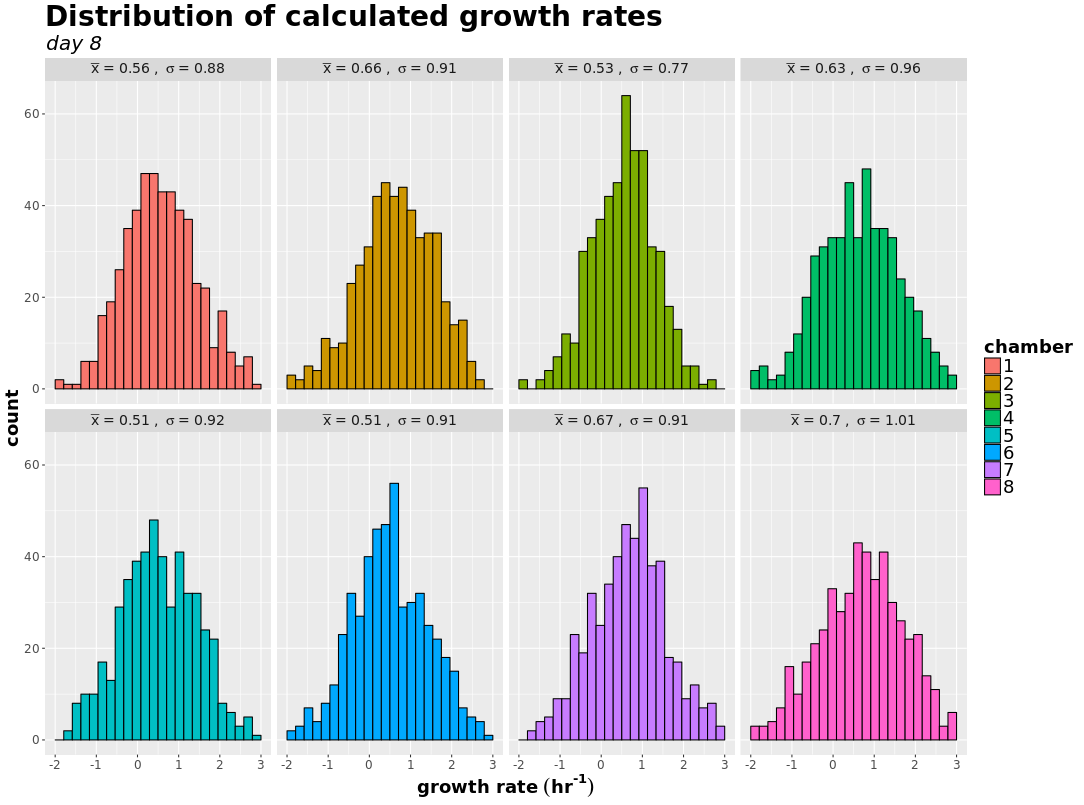 Distribution of calculated growth rates
day 8
x̅ = 0.56 , σ = 0.88
x̅ = 0.66 , σ = 0.91
x̅ = 0.53 , σ = 0.77
x̅ = 0.63 , σ = 0.96
60
40
20
0
x̅ = 0.51 , σ = 0.92
x̅ = 0.51 , σ = 0.91
x̅ = 0.67 , σ = 0.91
x̅ = 0.7 , σ = 1.01
60
40
20
0
-2 -1 0 1 2 3
-2 -1 0 1 2 3
-2 -1 0 1 2 3
-2 -1 0 1 2 3
count
growth rate (hr⁻¹)
chamber
1
2
3
4
5
6
7
8